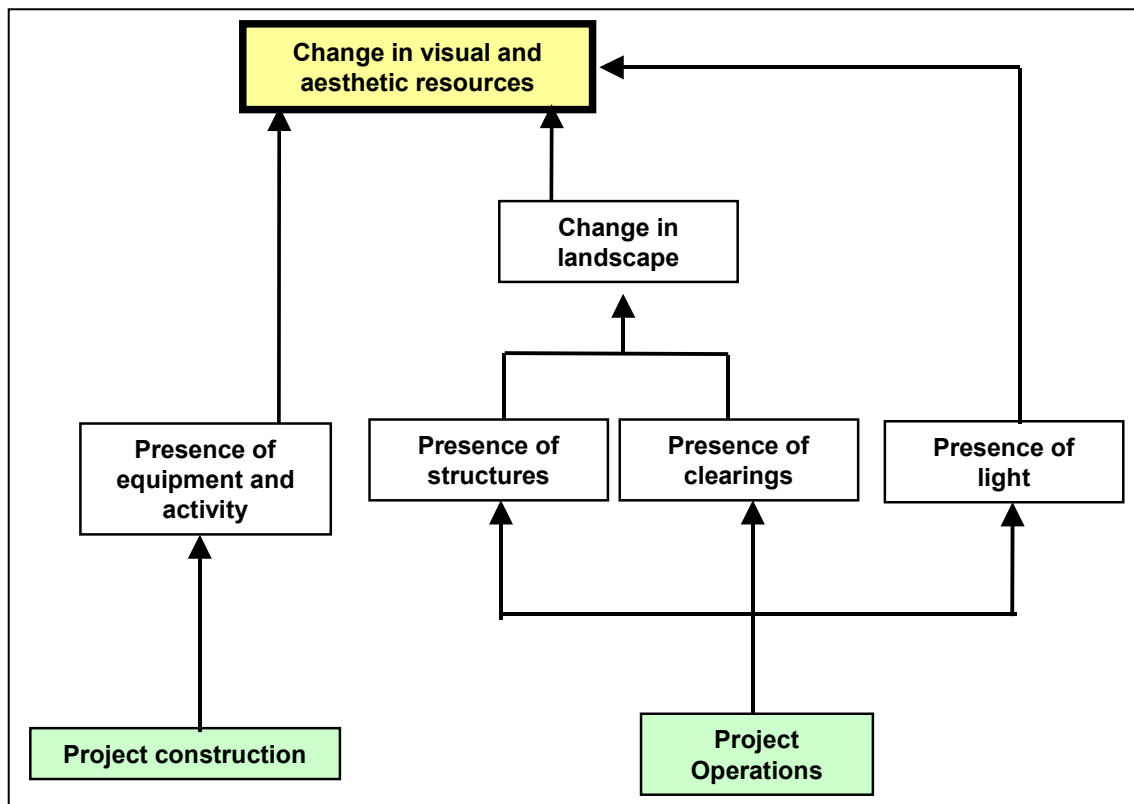 Change in visual and
aesthetic resources
Change in
landscape
Presence of
equipment and
activity
Presence of
structures
Presence of
clearings
Presence of
light
Project construction
Project
Operations